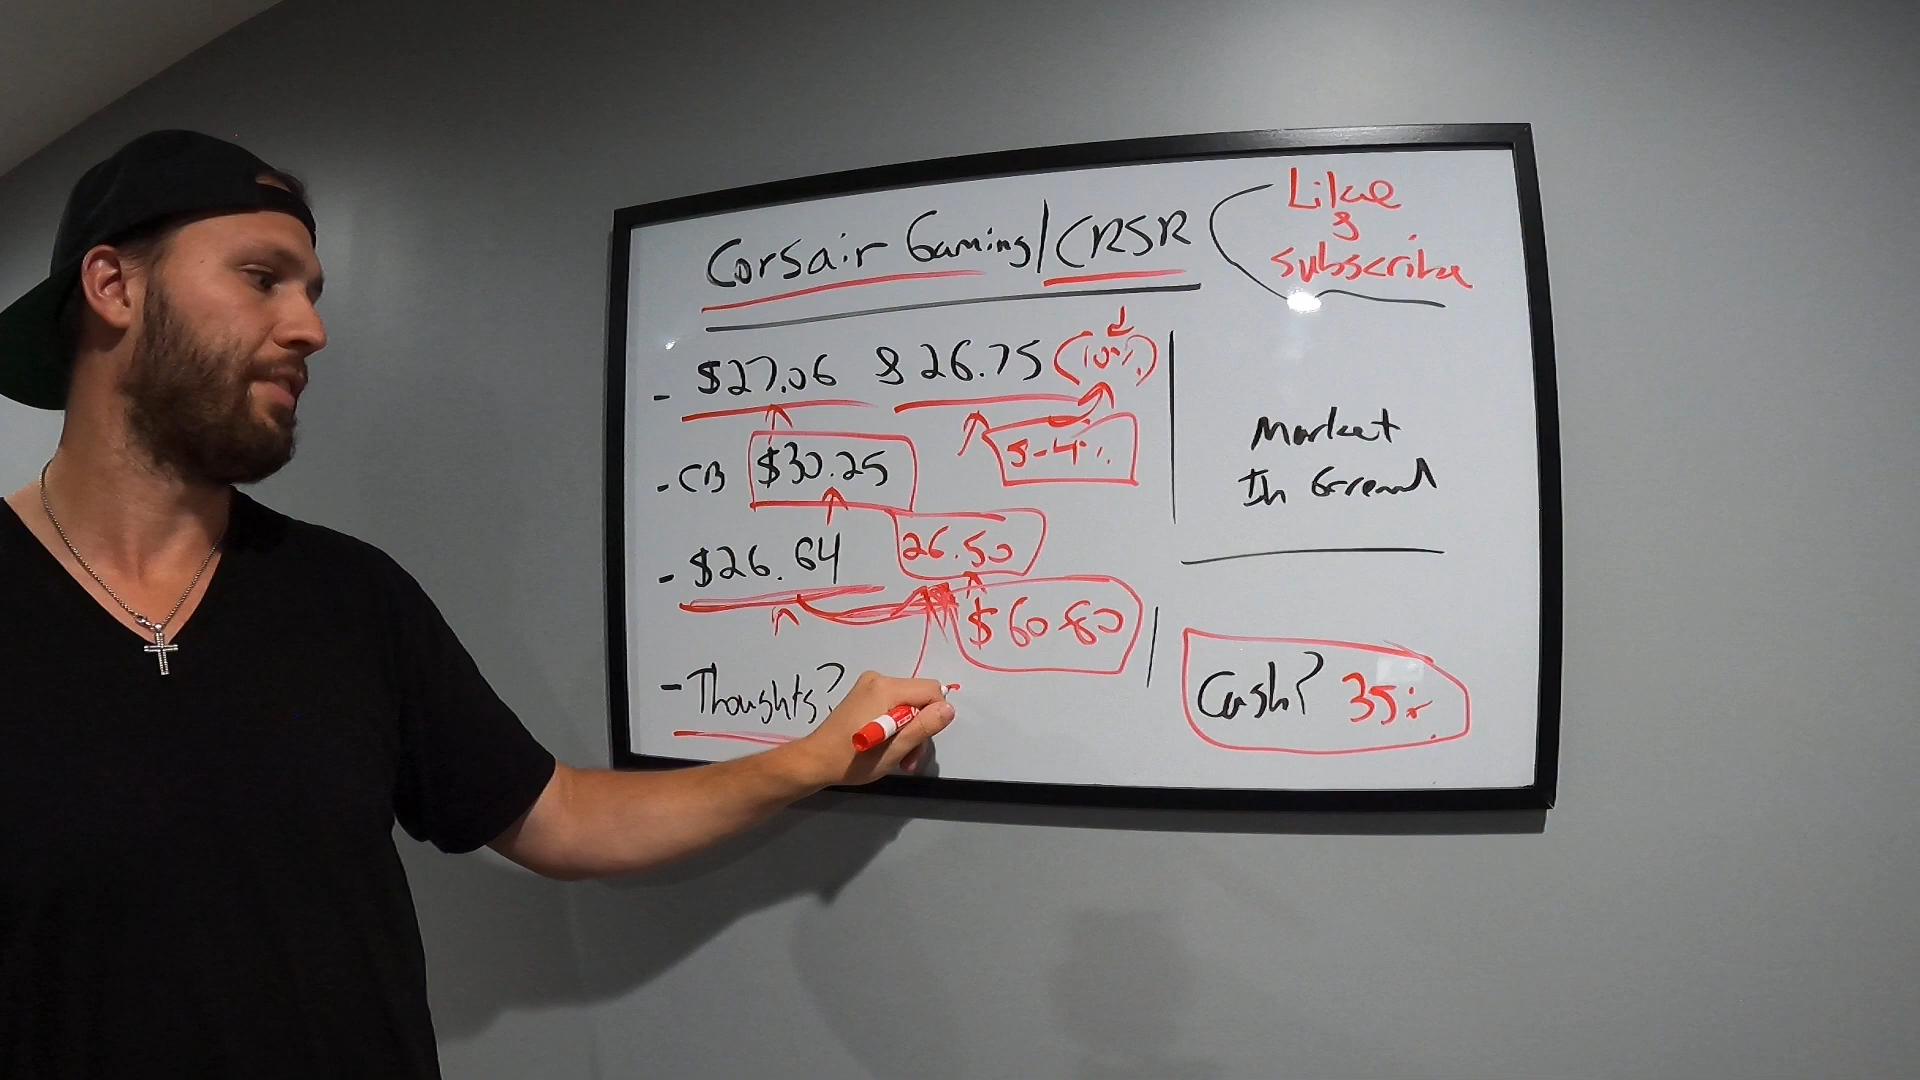 Corsair Gaming/CRSR
Like
&
Subscribe
- $27.06 & 26.75 (10%)
- CB $30.25
3-4%
- $26.64 26.50
$60-80
- Thoughts?
Market
In General
Cash? 35%